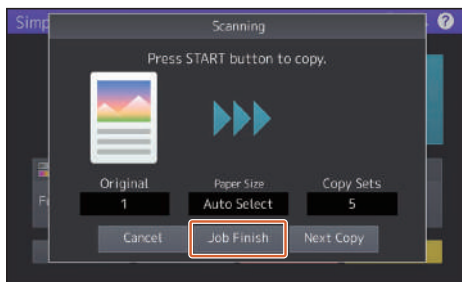 Simp
Scanning
?
Press START button to copy.
Original
Paper Size
Copy Sets
1
Auto Select
5
Cancel
Job Finish
Next Copy